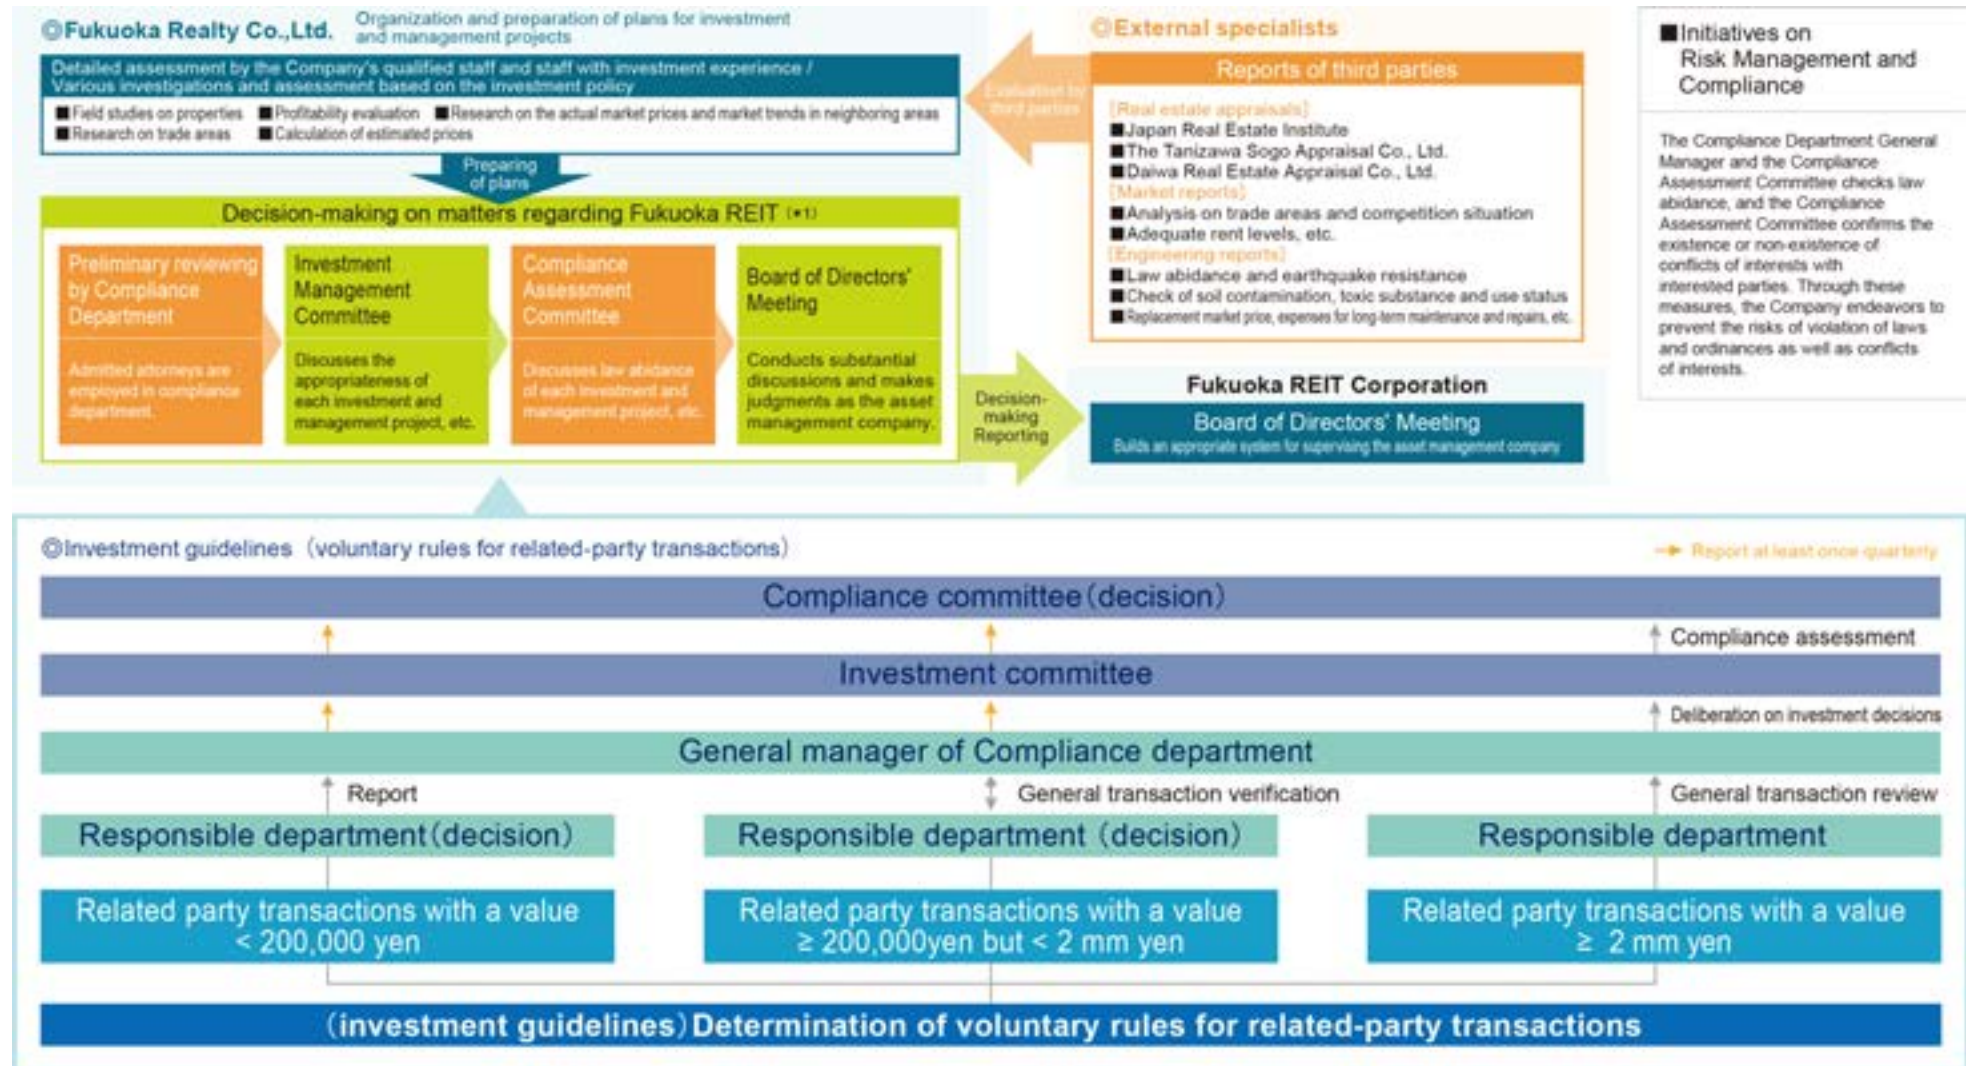 ◎Fukuoka Realty Co.,Ltd.
Organization and preparation of plans for investment
and management projects
Detailed assessment by the Company's qualified staff and staff with investment experience /
Various investigations and assessment based on the investment policy
■Field studies on properties ■Profitability evaluation ■Research on the actual market prices and market trends in neighboring areas
■Research on trade areas ■Calculation of estimated prices
Preparing
of plans
Decision-making on matters regarding Fukuoka REIT (*1)
Preliminary reviewing
by Compliance
Department
Admitted attorneys are
employed in compliance
department.
Investment
Management
Committee
Discusses the
appropriateness of
each investment and
management project, etc.
Compliance
Assessment
Committee
Discusses law abidance
of each investment and
management project, etc.
Board of Directors'
Meeting
Conducts substantial
discussions and makes
judgments as the asset
management company.
Evaluation by
third parties
◎External specialists
Reports of third parties
[Real estate appraisals]
■Japan Real Estate Institute
■The Tanizawa Sogo Appraisal Co., Ltd.
■Daiwa Real Estate Appraisal Co., Ltd.
[Market reports]
■Analysis on trade areas and competition situation
■Adequate rent levels, etc.
[Engineering reports]
■Law abidance and earthquake resistance
■Check of soil contamination, toxic substance and use status
■Replacement market price, expenses for long-term maintenance and repairs, etc.
Decision-
making
Reporting
Fukuoka REIT Corporation
Board of Directors' Meeting
Builds an appropriate system for supervising the asset management company
■Initiatives on
Risk Management and
Compliance
The Compliance Department General
Manager and the Compliance
Assessment Committee checks law
abidance, and the Compliance
Assessment Committee confirms the
existence or non-existence of
conflicts of interests with
interested parties. Through these
measures, the Company endeavors to
prevent the risks of violation of laws
and ordinances as well as conflicts
of interests.
◎Investment guidelines（voluntary rules for related-party transactions）
→ Report at least once quarterly
Compliance committee（decision）
Compliance assessment
Investment committee
Deliberation on investment decisions
General manager of Compliance department
Report
General transaction verification
General transaction review
Responsible department（decision）
Responsible department（decision）
Responsible department
Related party transactions with a value
< 200,000 yen
Related party transactions with a value
≥ 200,000yen but < 2 mm yen
Related party transactions with a value
≥ 2 mm yen
（investment guidelines）Determination of voluntary rules for related-party transactions